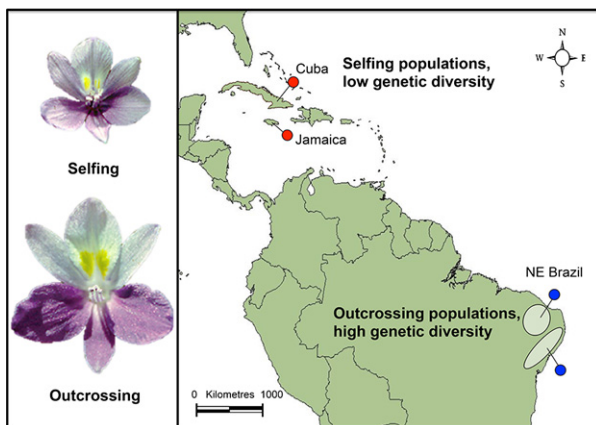 Selfing
Outcrossing
Cuba
Jamaica
Selfing populations,
low genetic diversity
N
W E
S
NE Brazil
Outcrossing populations,
high genetic diversity
0 Kilometres 1000